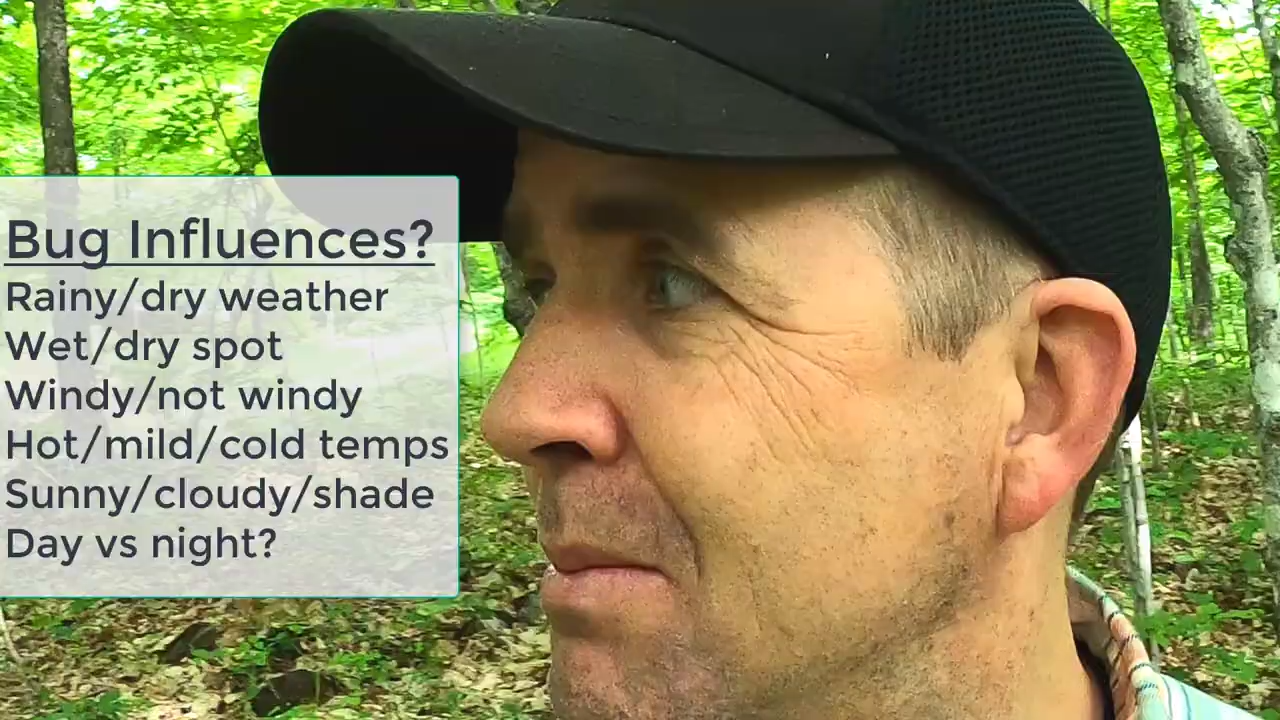 Bug Influences?
Rainy/dry weather
Wet/dry spot
Windy/not windy
Hot/mild/cold temps
Sunny/cloudy/shade
Day vs night?